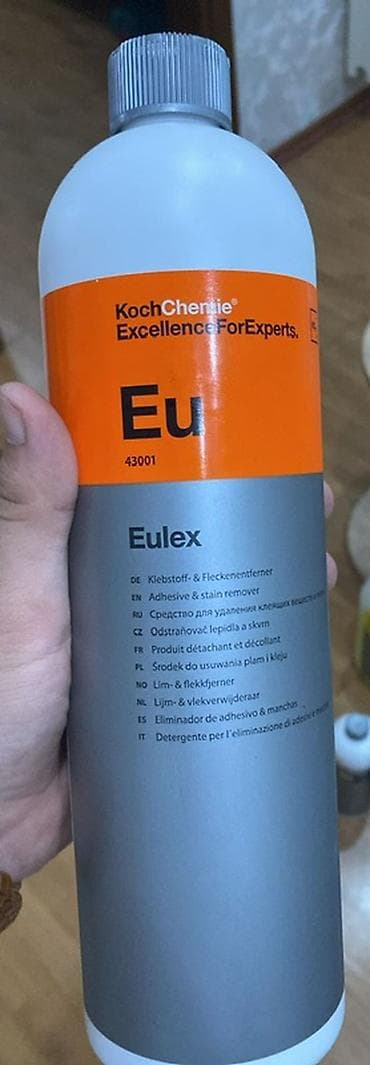 KochChemie®
ExcellenceForExperts.
Eu
43001
Eulex
DE Klebstoff- & Fleckenentferner
EN Adhesive & stain remover
RU Средство для удаления клеящих веществ и
CZ Odstraňovač lepidla a skvrn
FR Produit détachant et décollant
PL Środek do usuwania plam i kleju
NO Lim- & flekkfjerner
NL Lijm- & vlekverwijderaar
ES Eliminador de adhesivo & manchas
IT Detergente per l'eliminazione di adesivi e